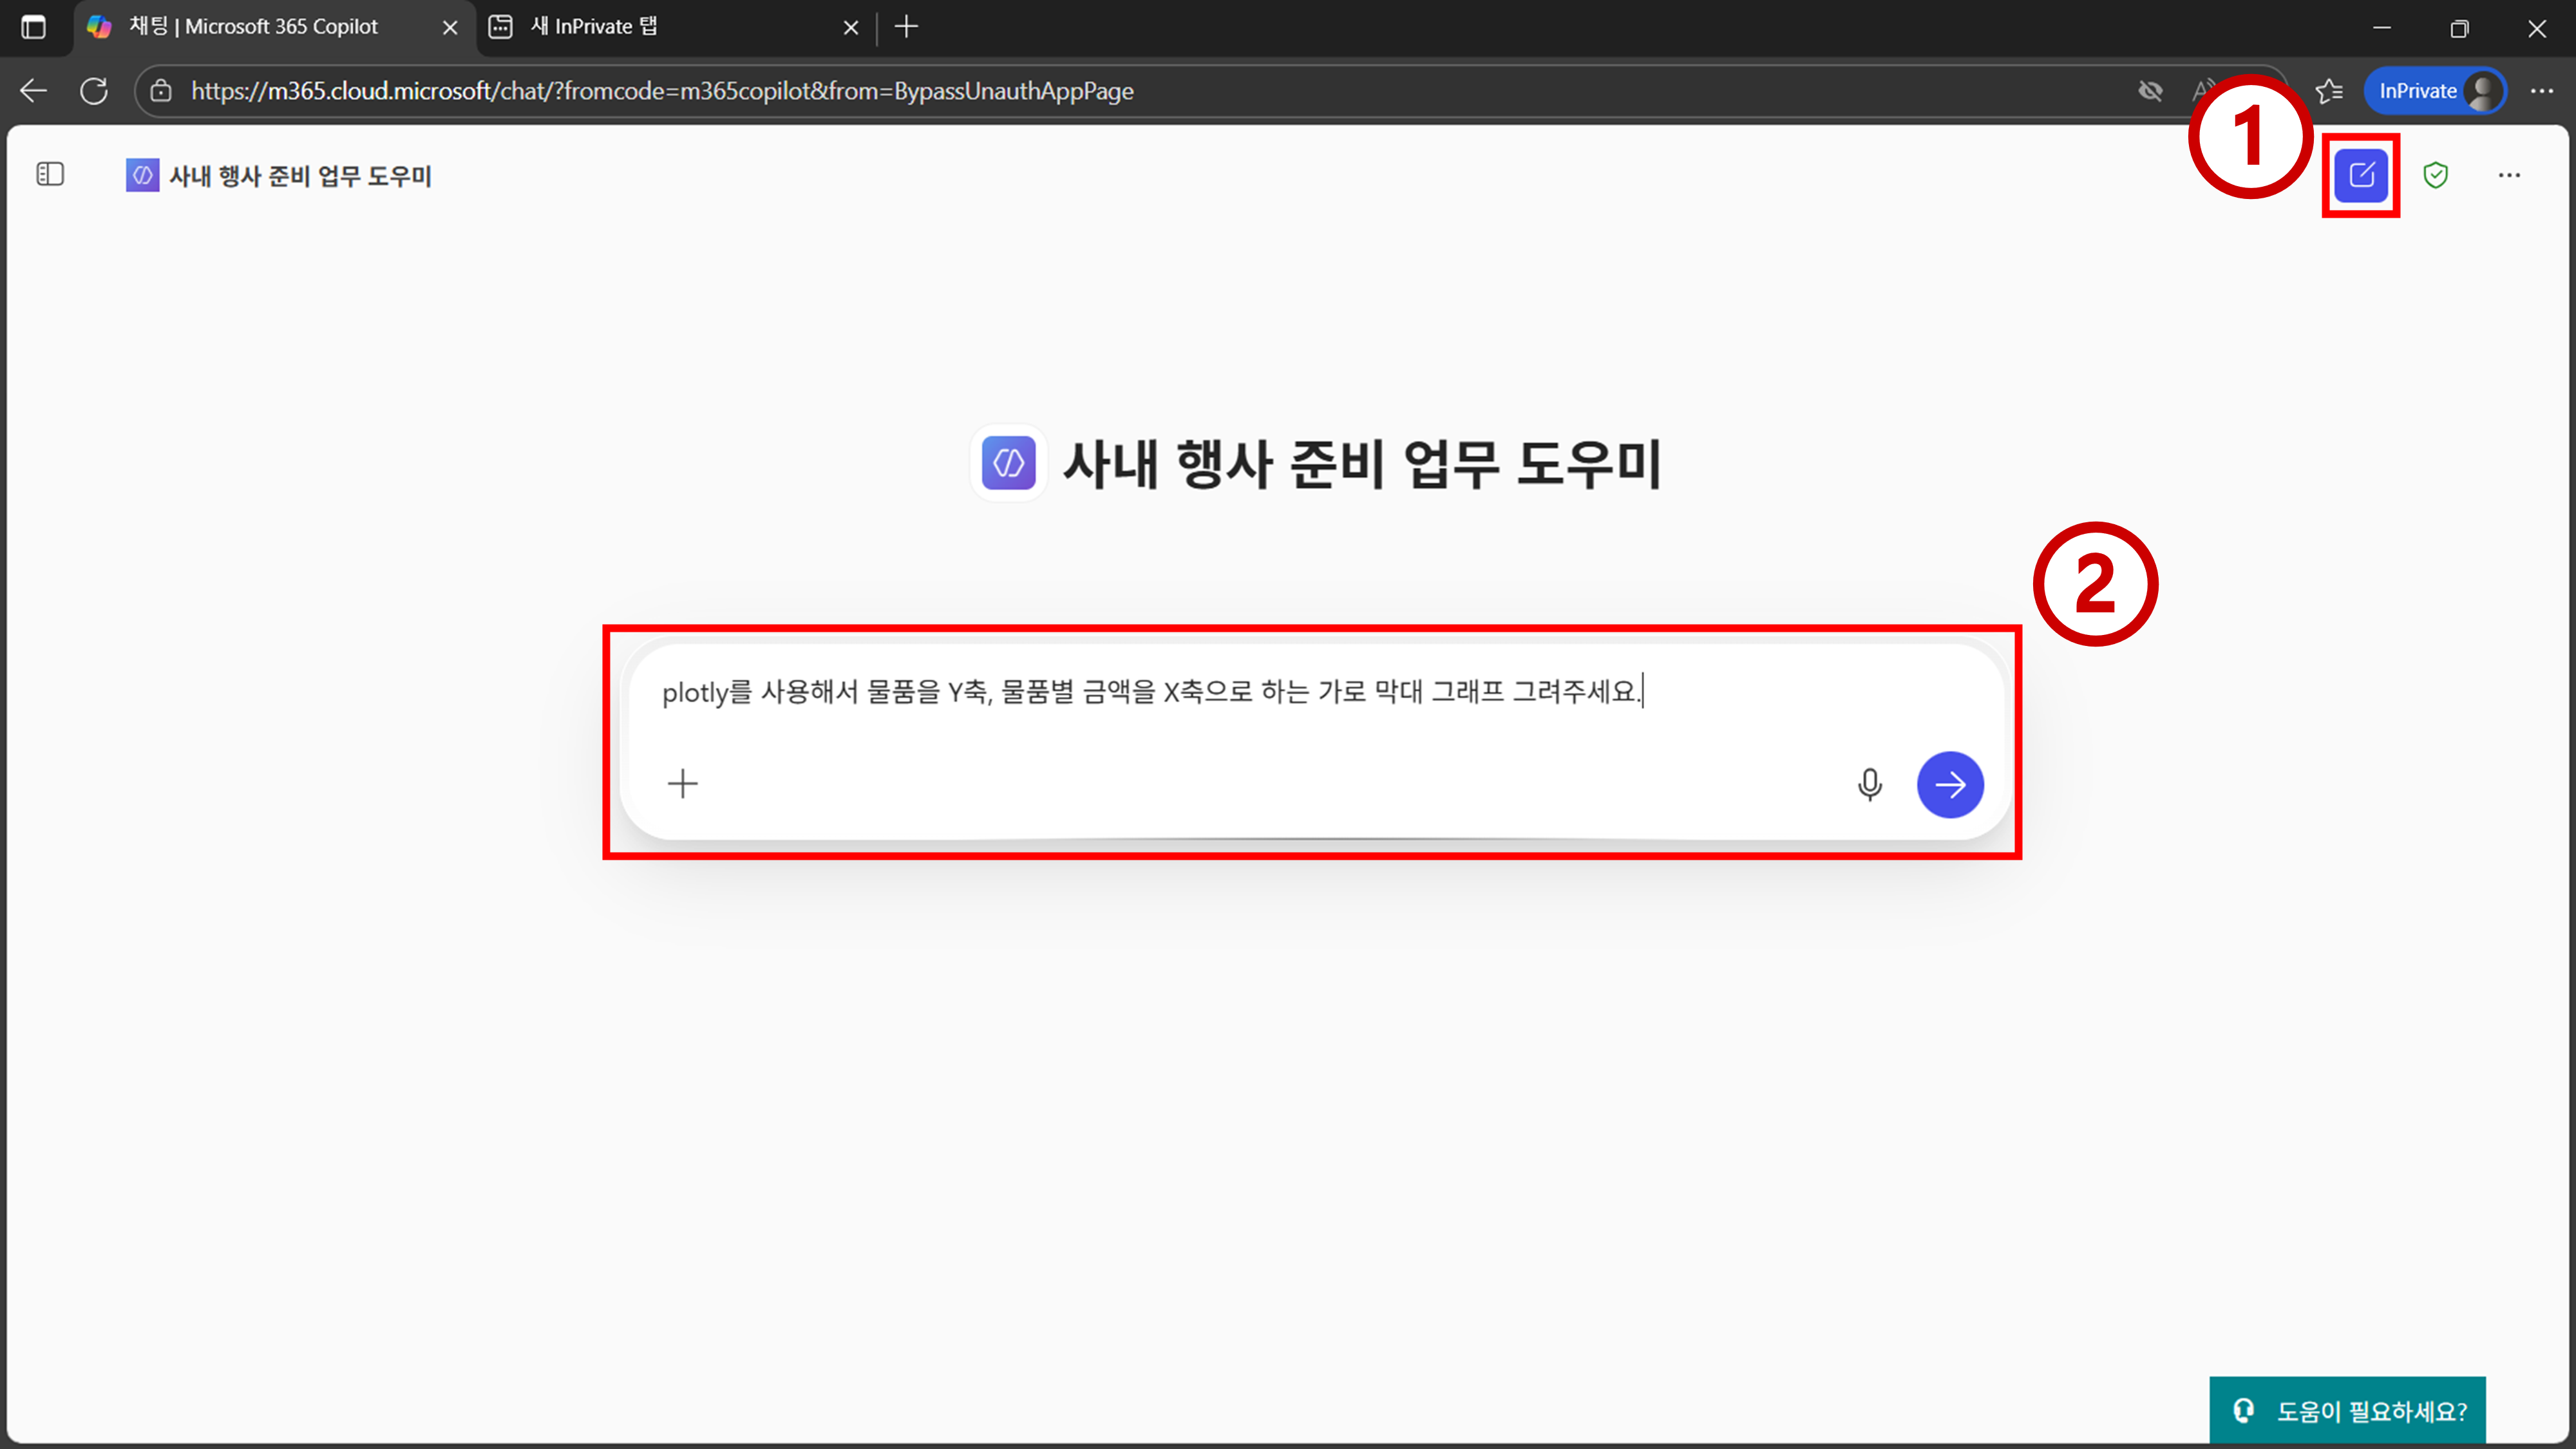 채팅 | Microsoft 365 Copilot
새 InPrivate 탭
https://m365.cloud.microsoft/chat/?fromcode=m365copilot&from=BypassUnauthAppPage
InPrivate
사내 행사 준비 업무 도우미
1
사내 행사 준비 업무 도우미
2
plotly를 사용해서 물품을 Y축, 물품별 금액을 X축으로 하는 가로 막대 그래프 그려주세요.
도움이 필요하세요?